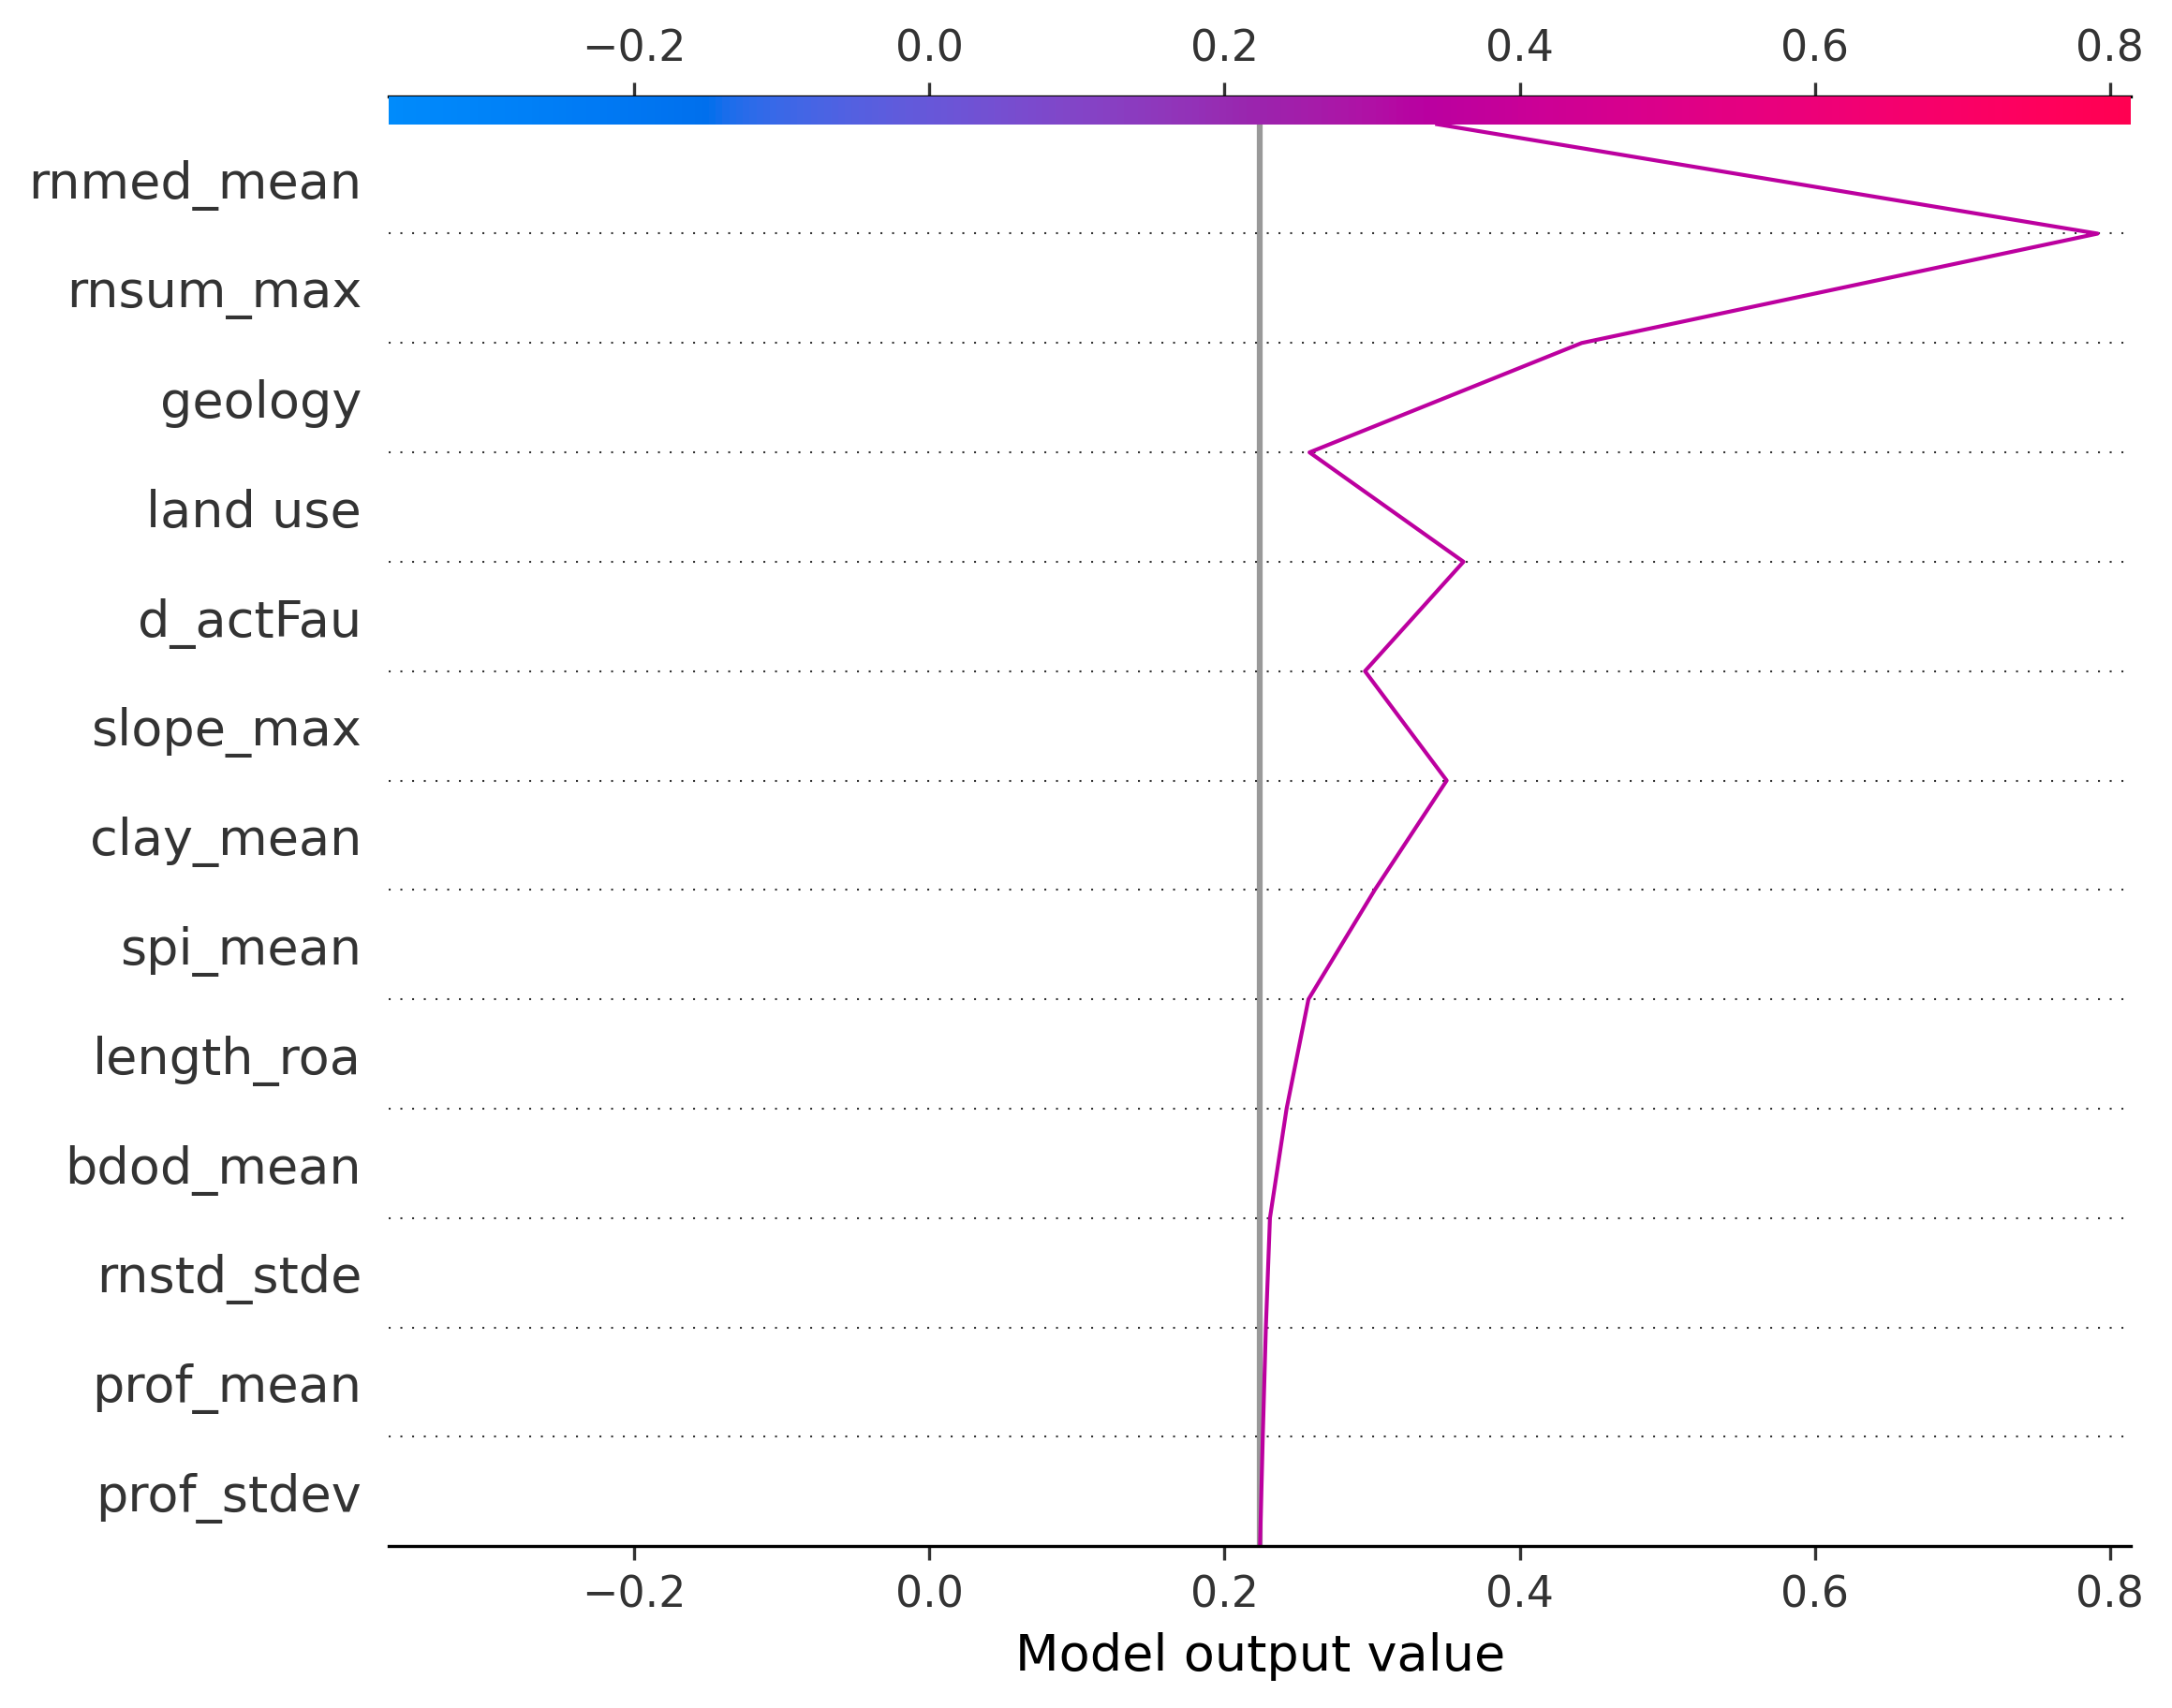 −0.2 0.0 0.2 0.4 0.6 0.8
rnmed_mean
rnsum_max
geology
land use
d_actFau
slope_max
clay_mean
spi_mean
length_roa
bdod_mean
rnstd_stde
prof_mean
prof_stdev
−0.2 0.0 0.2 0.4 0.6 0.8
Model output value